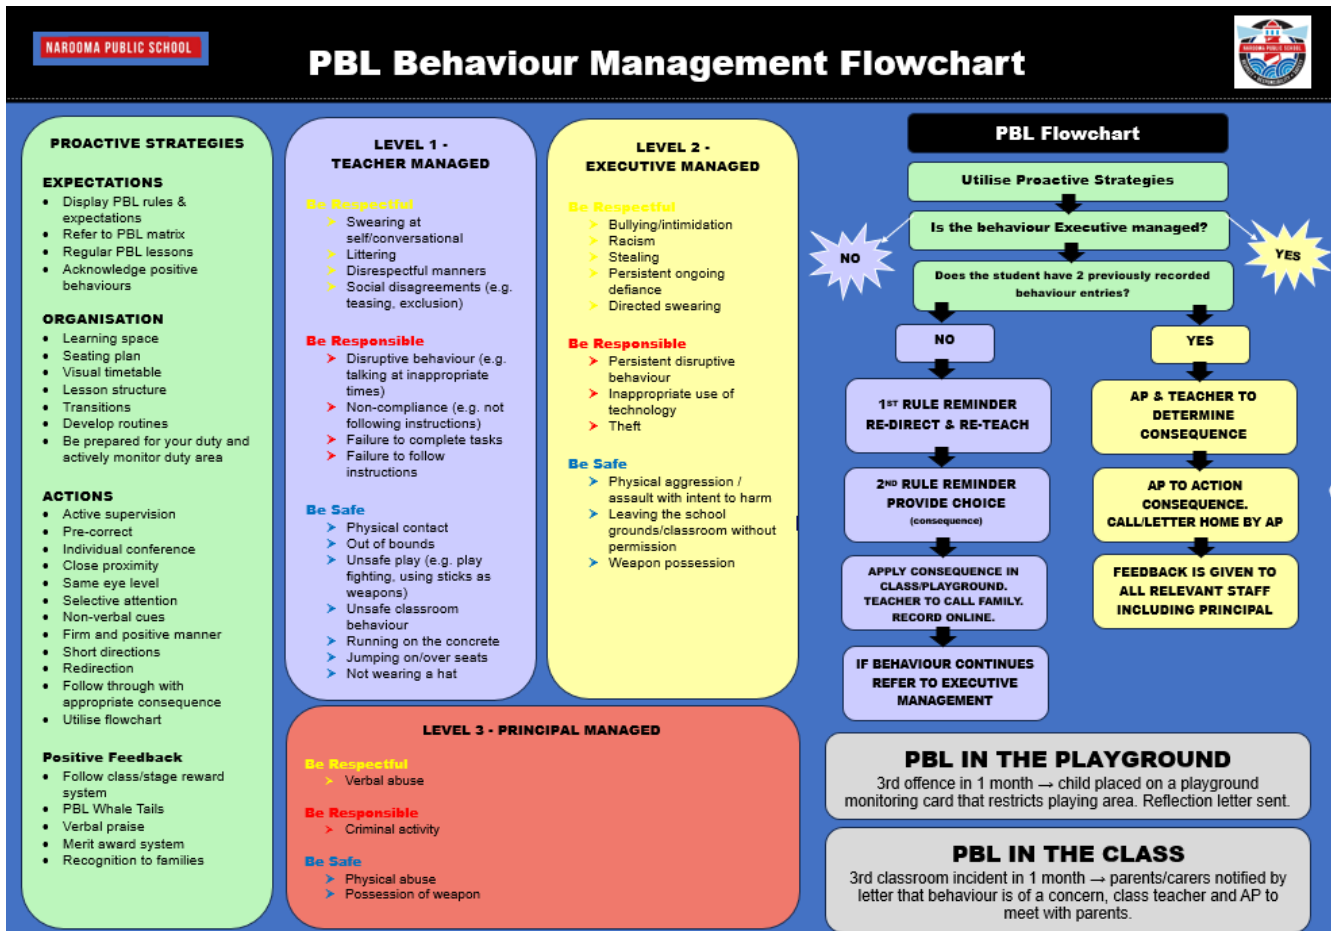 NAROOMA PUBLIC SCHOOL
PBL Behaviour Management Flowchart
NAROOMA PUBLIC SCHOOL
PROACTIVE STRATEGIES
EXPECTATIONS
• Display PBL rules &
expectations
• Refer to PBL matrix
• Regular PBL lessons
• Acknowledge positive
behaviours
ORGANISATION
• Learning space
• Seating plan
• Visual timetable
• Lesson structure
• Transitions
• Develop routines
• Be prepared for your duty and
actively monitor duty area
ACTIONS
• Active supervision
• Pre-correct
• Individual conference
• Close proximity
• Same eye level
• Selective attention
• Non-verbal cues
• Firm and positive manner
• Short directions
• Redirection
• Follow through with
appropriate consequence
• Utilise flowchart
Positive Feedback
• Follow class/stage reward
system
• PBL Whale Tails
• Verbal praise
• Merit award system
• Recognition to families
LEVEL 1 -
TEACHER MANAGED
Be Respectful
➤ Swearing at
self/conversational
➤ Littering
➤ Disrespectful manners
➤ Social disagreements (e.g.
teasing, exclusion)
Be Responsible
➤ Disruptive behaviour (e.g.
talking at inappropriate
times)
➤ Non-compliance (e.g. not
following instructions)
➤ Failure to complete tasks
➤ Failure to follow
instructions
Be Safe
➤ Physical contact
➤ Out of bounds
➤ Unsafe play (e.g. play
fighting, using sticks as
weapons)
➤ Unsafe classroom
behaviour
➤ Running on the concrete
➤ Jumping on/over seats
➤ Not wearing a hat
LEVEL 2 -
EXECUTIVE MANAGED
Be Respectful
➤ Bullying/intimidation
➤ Racism
➤ Stealing
➤ Persistent ongoing
defiance
➤ Directed swearing
Be Responsible
➤ Persistent disruptive
behaviour
➤ Inappropriate use of
technology
➤ Theft
Be Safe
➤ Physical aggression /
assault with intent to harm
➤ Leaving the school
grounds/classroom without
permission
➤ Weapon possession
LEVEL 3 - PRINCIPAL MANAGED
Be Respectful
➤ Verbal abuse
Be Responsible
➤ Criminal activity
Be Safe
➤ Physical abuse
➤ Possession of weapon
PBL Flowchart
Utilise Proactive Strategies
Is the behaviour Executive managed?
NO
YES
Does the student have 2 previously recorded
behaviour entries?
NO
YES
1ST RULE REMINDER
RE-DIRECT & RE-TEACH
2ND RULE REMINDER
PROVIDE CHOICE
(consequence)
APPLY CONSEQUENCE IN
CLASS/PLAYGROUND.
TEACHER TO CALL FAMILY.
RECORD ONLINE.
IF BEHAVIOUR CONTINUES
REFER TO EXECUTIVE
MANAGEMENT
AP & TEACHER TO
DETERMINE
CONSEQUENCE
AP TO ACTION
CONSEQUENCE.
CALL/LETTER HOME BY AP
FEEDBACK IS GIVEN TO
ALL RELEVANT STAFF
INCLUDING PRINCIPAL
PBL IN THE PLAYGROUND
3rd offence in 1 month → child placed on a playground
monitoring card that restricts playing area. Reflection letter sent.
PBL IN THE CLASS
3rd classroom incident in 1 month → parents/carers notified by
letter that behaviour is of a concern, class teacher and AP to
meet with parents.